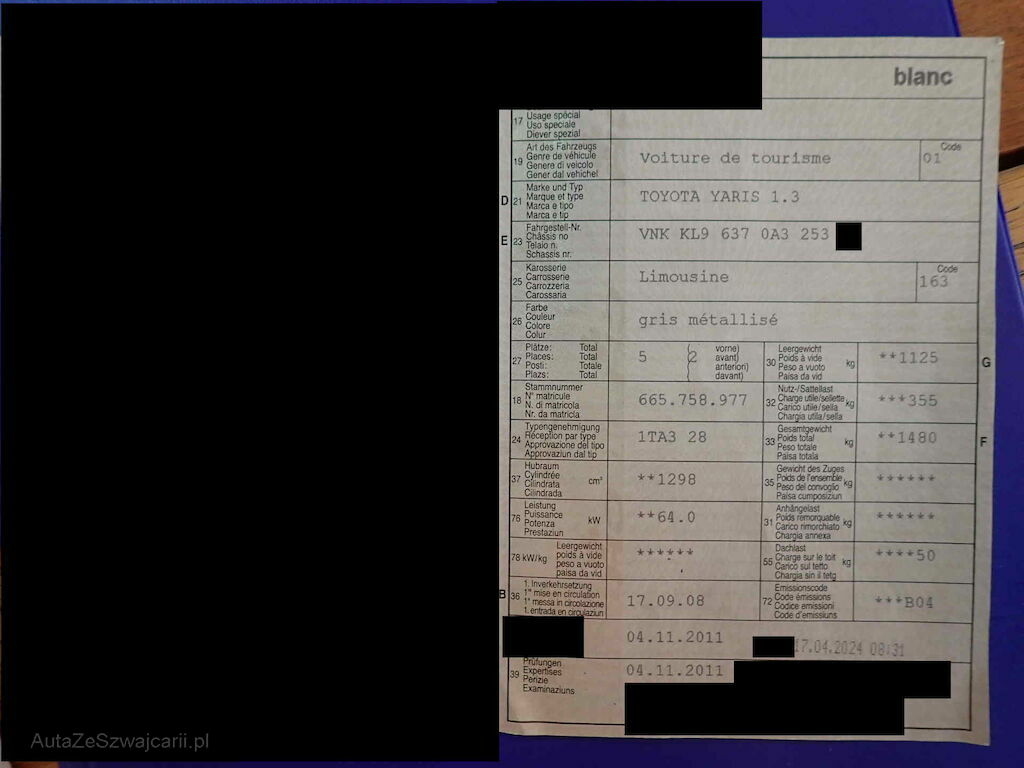 blanc
17 Usage spécial
Uso speciale
Diever spezial
19 Art des Fahrzeugs
Genre de véhicule
Genere di veicolo
Gener dal vehichel
Voiture de tourisme
Code
01
D 21 Marke und Typ
Marque et type
Marca e tipo
Marca e tip
TOYOTA YARIS 1.3
E 23 Fahrgestell-Nr.
Châssis no
Telaio n.
Schassis nr.
VNK KL9 637 0A3 253
25 Karosserie
Carrosserie
Carrozzeria
Carossaria
Limousine
Code
163
26 Farbe
Couleur
Colore
Colur
gris métallisé
27 Plätze: Total
Places: Total
Posti: Totale
Plazs: Total
5 (2 vorne)
avant)
anteriori)
davant)
30 Leergewicht
Poids à vide
Peso a vuoto
Paisa da vid
kg
**1125
G
18 Stammnummer
N° matricule
N. di matricola
Nr. da matricla
665.758.977
32 Nutz-/Sattellast
Charge utile/sellette
Carico utile/sella
Chargia utila/sella
kg
***355
24 Typengenehmigung
Réception par type
Approvazione del tipo
Approvaziun dal tip
1TA3 28
33 Gesamtgewicht
Poids total
Peso totale
Paisa totala
kg
**1480
F
37 Hubraum
Cylindrée
Cilindrata
Cilindrada
cm³
**1298
35 Gewicht des Zuges
Poids de l'ensemble
Peso del convoglio
Paisa cumposiziun
kg
******
76 Leistung
Puissance
Potenza
Prestaziun
kW
**64.0
31 Anhängelast
Poids remorquable
Carico rimorchiato
Chargia annexa
kg
******
78 kW/kg Leergewicht
poids à vide
peso a vuoto
paisa da vid
******
55 Dachlast
Charge sur le toit
Carico sul tetto
Chargia sin il tetg
kg
****50
B 36 1. Inverkehrsetzung
1re mise en circulation
1a messa in circolazione
1. entrada en circulaziun
17.09.08
72 Emissionscode
Code émissions
Codice emissioni
Code d'emissiuns
***B04
04.11.2011
17.04.2024 08:31
39 Prüfungen
Expertises
Perizie
Examinaziuns
04.11.2011
AutaZeSzwajcarii.pl